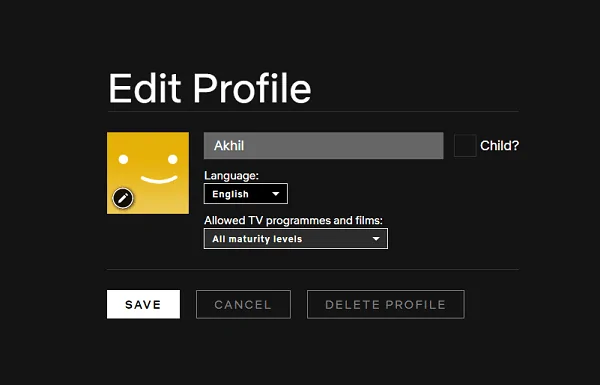 Edit Profile
Akhil
Child?
Language:
English
Allowed TV programmes and films:
All maturity levels
SAVE
CANCEL
DELETE PROFILE